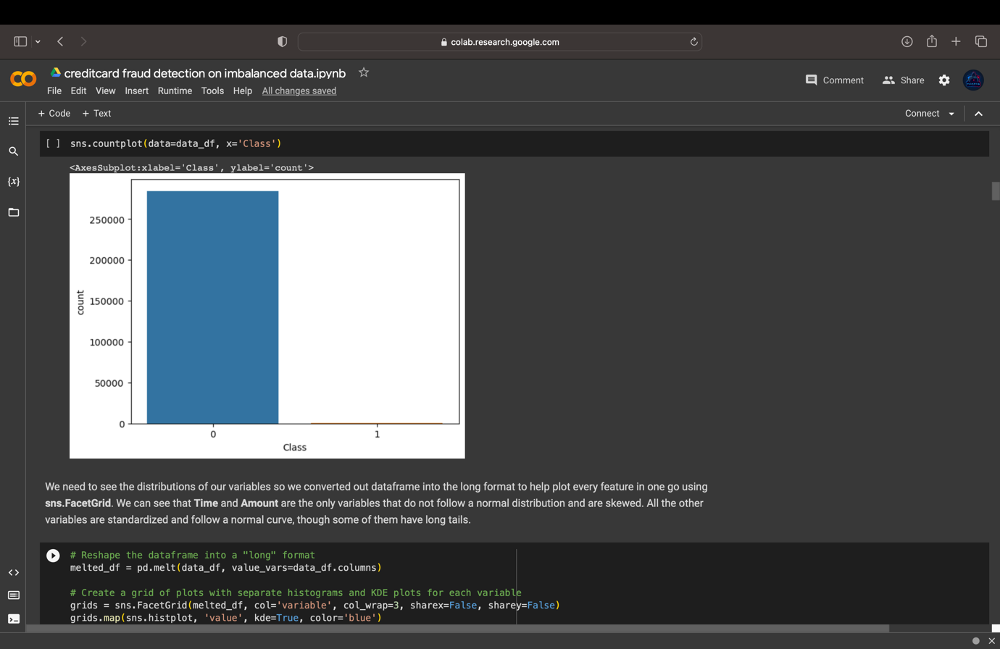 colab.research.google.com
creditcard fraud detection on imbalanced data.ipynb
Comment Share
File Edit View Insert Runtime Tools Help All changes saved
+ Code + Text Connect
[ ] sns.countplot(data=data_df, x='Class')
<AxesSubplot:xlabel='Class', ylabel='count'>
250000
200000
150000
100000
50000
0
count
0 1
Class
We need to see the distributions of our variables so we converted out dataframe into the long format to help plot every feature in one go using
sns.FacetGrid. We can see that Time and Amount are the only variables that do not follow a normal distribution and are skewed. All the other
variables are standardized and follow a normal curve, though some of them have long tails.
# Reshape the dataframe into a "long" format
melted_df = pd.melt(data_df, value_vars=data_df.columns)
# Create a grid of plots with separate histograms and KDE plots for each variable
grids = sns.FacetGrid(melted_df, col='variable', col_wrap=3, sharex=False, sharey=False)
grids.map(sns.histplot, 'value', kde=True, color='blue')